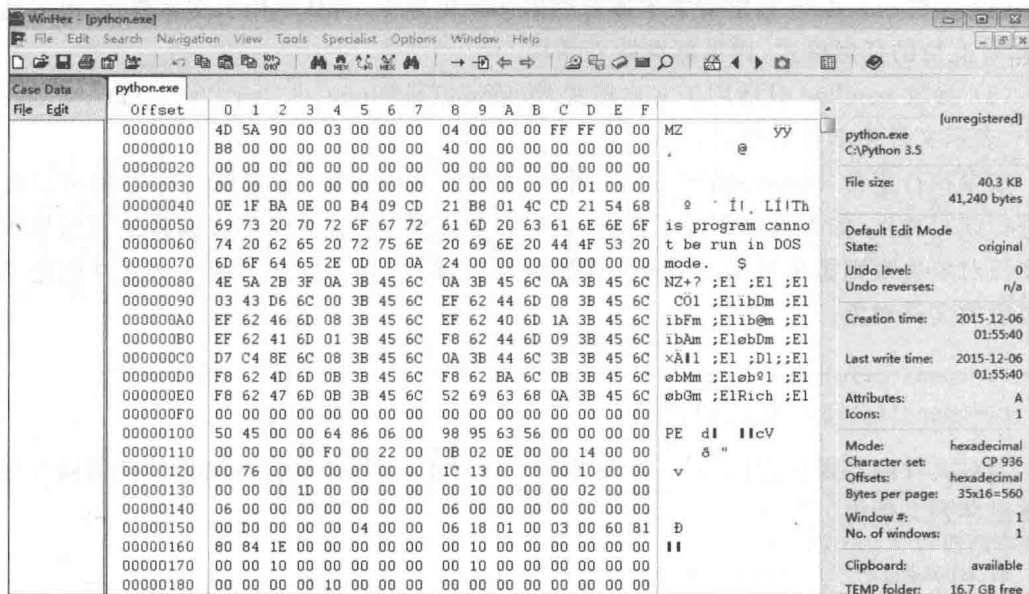 WinHex - [python.exe]
File Edit Search Navigation View Tools Specialist Options Window Help
Case Data
File Edit
python.exe
Offset 0 1 2 3 4 5 6 7 8 9 A B C D E F
00000000 4D 5A 90 00 03 00 00 00 04 00 00 00 FF FF 00 00 MZ ÿÿ
00000010 B8 00 00 00 00 00 00 00 40 00 00 00 00 00 00 00 ¸ @
00000020 00 00 00 00 00 00 00 00 00 00 00 00 00 00 00 00
00000030 00 00 00 00 00 00 00 00 00 00 00 00 00 01 00 00
00000040 0E 1F BA 0E 00 B4 09 CD 21 B8 01 4C CD 21 54 68 º ´ Í!¸ LÍ!Th
00000050 69 73 20 70 72 6F 67 72 61 6D 20 63 61 6E 6E 6F is program canno
00000060 74 20 62 65 20 72 75 6E 20 69 6E 20 44 4F 53 20 t be run in DOS
00000070 6D 6F 64 65 2E 0D 0D 0A 24 00 00 00 00 00 00 00 mode. $
00000080 4E 5A 2B 3F 0A 3B 45 6C 0A 3B 45 6C 0A 3B 45 6C NZ+? ;El ;El ;El
00000090 03 43 D6 6C 00 3B 45 6C EF 62 44 6D 08 3B 45 6C CÖl ;ElïbDm ;El
000000A0 EF 62 46 6D 08 3B 45 6C EF 62 40 6D 1A 3B 45 6C ïbFm ;Elïb@m ;El
000000B0 EF 62 41 6D 01 3B 45 6C F8 62 44 6D 09 3B 45 6C ïbAm ;EløbDm ;El
000000C0 D7 C4 8E 6C 08 3B 45 6C 0A 3B 44 6C 3B 3B 45 6C ×Ä▌l ;El ;Dl;;El
000000D0 F8 62 4D 6D 0B 3B 45 6C F8 62 BA 6C 0B 3B 45 6C øbMm ;Eløbºl ;El
000000E0 F8 62 47 6D 0B 3B 45 6C 52 69 63 68 0A 3B 45 6C øbGm ;ElRich ;El
000000F0 00 00 00 00 00 00 00 00 00 00 00 00 00 00 00 00
00000100 50 45 00 00 64 86 06 00 98 95 63 56 00 00 00 00 PE d▌ ▌▌cV
00000110 00 00 00 00 F0 00 22 00 0B 02 0E 00 00 14 00 00 ð "
00000120 00 76 00 00 00 00 00 00 1C 13 00 00 00 10 00 00 v
00000130 00 00 00 1D 00 00 00 00 00 10 00 00 00 02 00 00
00000140 06 00 00 00 00 00 00 00 06 00 00 00 00 00 00 00
00000150 00 D0 00 00 00 04 00 00 06 18 01 00 03 00 60 81 Ð
00000160 80 84 1E 00 00 00 00 00 00 10 00 00 00 00 00 00 ▌▌
00000170 00 00 10 00 00 00 00 00 00 10 00 00 00 00 00 00
00000180 00 00 00 00 10 00 00 00 00 00 00 00 00 00 00 00
[unregistered]
python.exe
C:\Python 3.5
File size: 40.3 KB
41,240 bytes
Default Edit Mode
State: original
Undo level: 0
Undo reverses: n/a
Creation time: 2015-12-06
01:55:40
Last write time: 2015-12-06
01:55:40
Attributes: A
Icons: 1
Mode: hexadecimal
Character set: CP 936
Offsets: hexadecimal
Bytes per page: 35x16=560
Window #: 1
No. of windows: 1
Clipboard: available
TEMP folder: 16.7 GB free